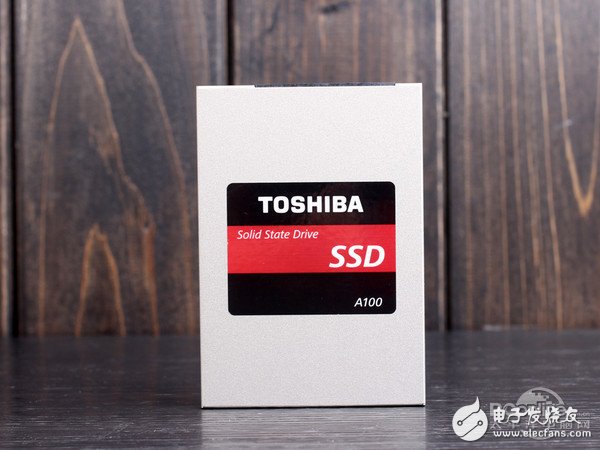 TOSHIBA
Solid State Drive
SSD
A100
电子发烧友
www.elecfans.com